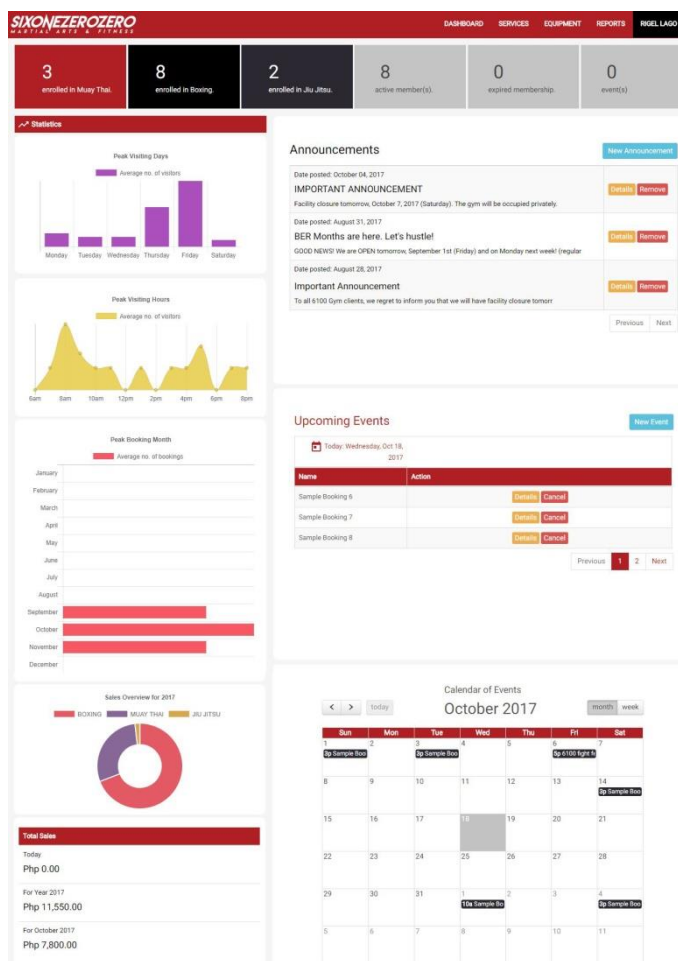 SIXONEZEROZERO
MARTIAL ARTS & FITNESS
DASHBOARD SERVICES EQUIPMENT REPORTS RIGEL LAGO
3
enrolled in Muay Thai.
8
enrolled in Boxing.
2
enrolled in Jiu Jitsu.
8
active member(s).
0
expired membership.
0
event(s)
Statistics
Peak Visiting Days
Average no. of visitors
Monday Tuesday Wednesday Thursday Friday Saturday
Peak Visiting Hours
Average no. of visitors
6am 8am 10am 12pm 2pm 4pm 6pm 8pm
Peak Booking Month
Average no. of bookings
January
February
March
April
May
June
July
August
September
October
November
December
Sales Overview for 2017
BOXING MUAY THAI JIU JITSU
Total Sales
Today
Php 0.00
For Year 2017
Php 11,550.00
For October 2017
Php 7,800.00
Announcements
New Announcement
Date posted: October 04, 2017
IMPORTANT ANNOUNCEMENT
Facility closure tomorrow, October 7, 2017 (Saturday). The gym will be occupied privately.
Details Remove
Date posted: August 31, 2017
BER Months are here. Let's hustle!
GOOD NEWS! We are OPEN tomorrow, September 1st (Friday) and on Monday next week! (regular
Details Remove
Date posted: August 28, 2017
Important Announcement
To all 6100 Gym clients, we regret to inform you that we will have facility closure tomorr
Details Remove
Previous Next
Upcoming Events
New Event
Today: Wednesday, Oct 18,
2017
Name Action
Sample Booking 6 Details Cancel
Sample Booking 7 Details Cancel
Sample Booking 8 Details Cancel
Previous 1 2 Next
Calendar of Events
< > today October 2017 month week
Sun Mon Tue Wed Thu Fri Sat
1 2 3 4 5 6 7
3p Sample Boo 3p Sample Boo 5p 6100 fight f
8 9 10 11 12 13 14
3p Sample Boo
15 16 17 18 19 20 21
22 23 24 25 26 27 28
29 30 31 1 2 3 4
10a Sample Bo 3p Sample Boo
5 6 7 8 9 10 11